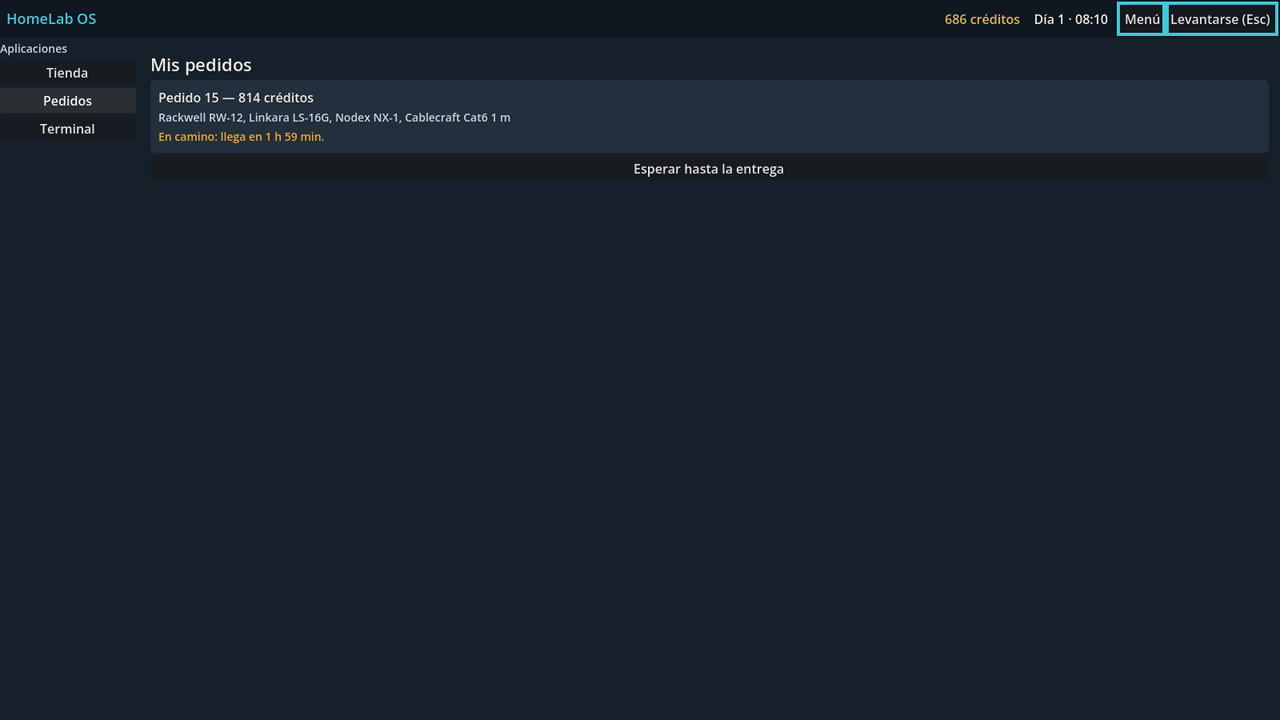 HomeLab OS
686 créditos
Día 1 · 08:10
Menú
Levantarse (Esc)
Aplicaciones
Tienda
Pedidos
Terminal
Mis pedidos
Pedido 15 — 814 créditos
Rackwell RW-12, Linkara LS-16G, Nodex NX-1, Cablecraft Cat6 1 m
En camino: llega en 1 h 59 min.
Esperar hasta la entrega